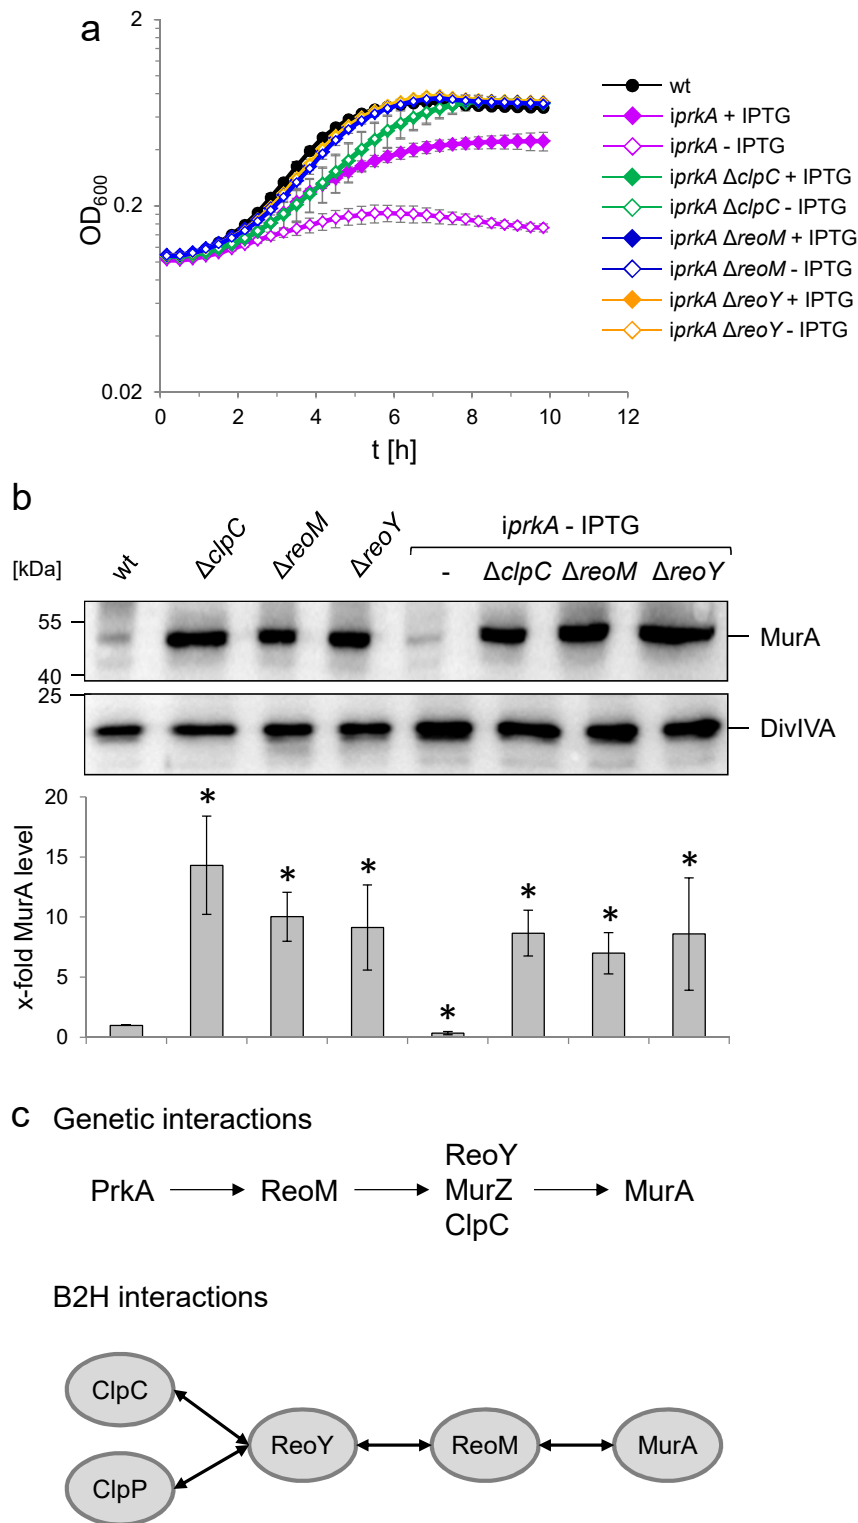 a
2
0.2
0.02
OD600
0 2 4 6 8 10 12
t [h]
wt
iprkA + IPTG
iprkA - IPTG
iprkA ΔclpC + IPTG
iprkA ΔclpC - IPTG
iprkA ΔreoM + IPTG
iprkA ΔreoM - IPTG
iprkA ΔreoY + IPTG
iprkA ΔreoY - IPTG
b
iprkA - IPTG
[kDa] wt ΔclpC ΔreoM ΔreoY - ΔclpC ΔreoM ΔreoY
55
40
MurA
25
DivIVA
x-fold MurA level
20
15
10
5
0
* * * * * * *
c Genetic interactions
ReoY
PrkA ReoM MurZ MurA
ClpC
B2H interactions
ClpC
ReoY ReoM MurA
ClpP